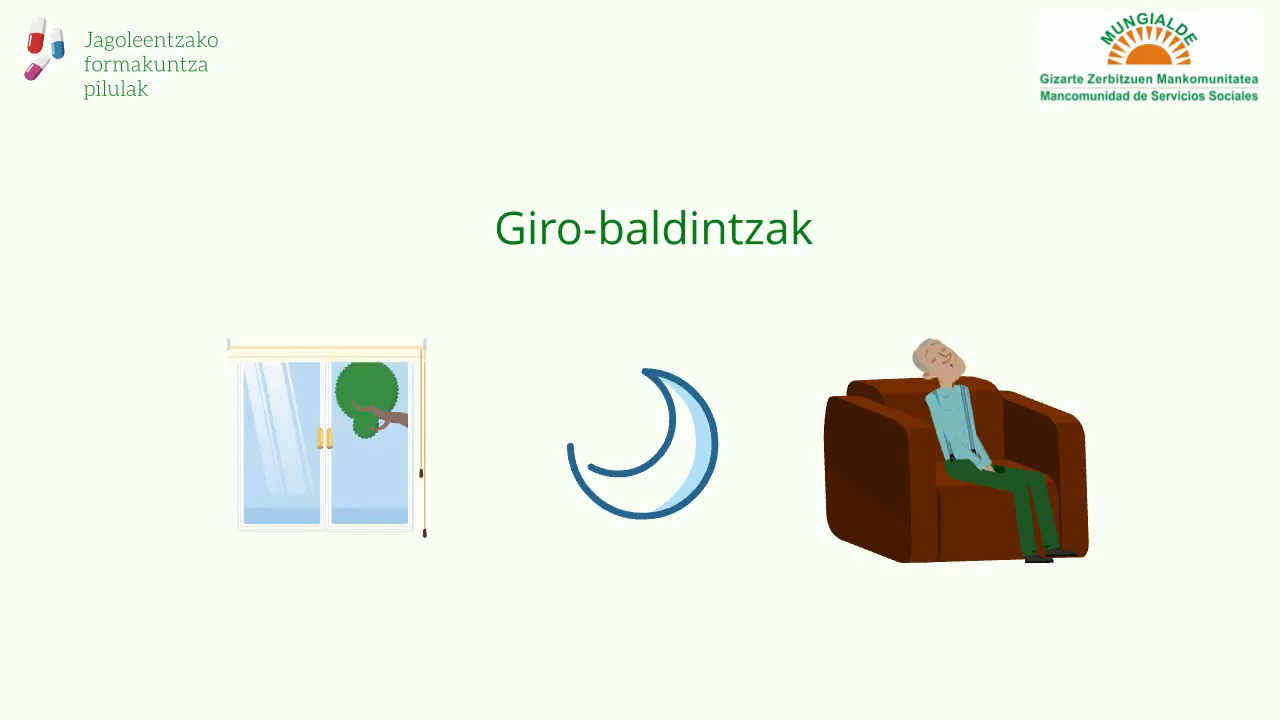 Jagoleentzako
formakuntza
pilulak
MUNGIALDE
Gizarte Zerbitzuen Mankomunitatea
Mancomunidad de Servicios Sociales
Giro-baldintzak